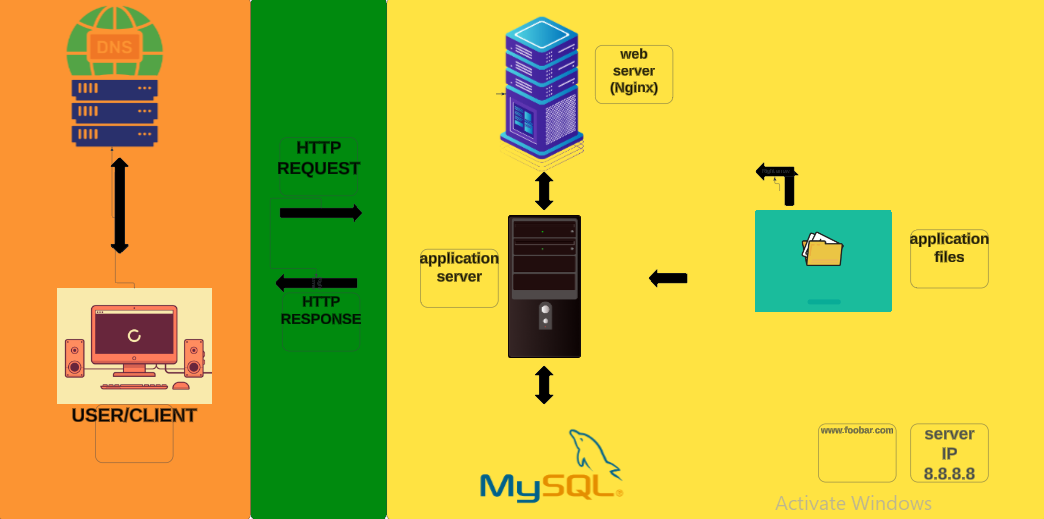 DNS
USER/CLIENT
HTTP
REQUEST
HTTP
RESPONSE
web
server
(Nginx)
application
server
MySQL®
application
files
www.foobar.com
server
IP
8.8.8.8
Activate Windows